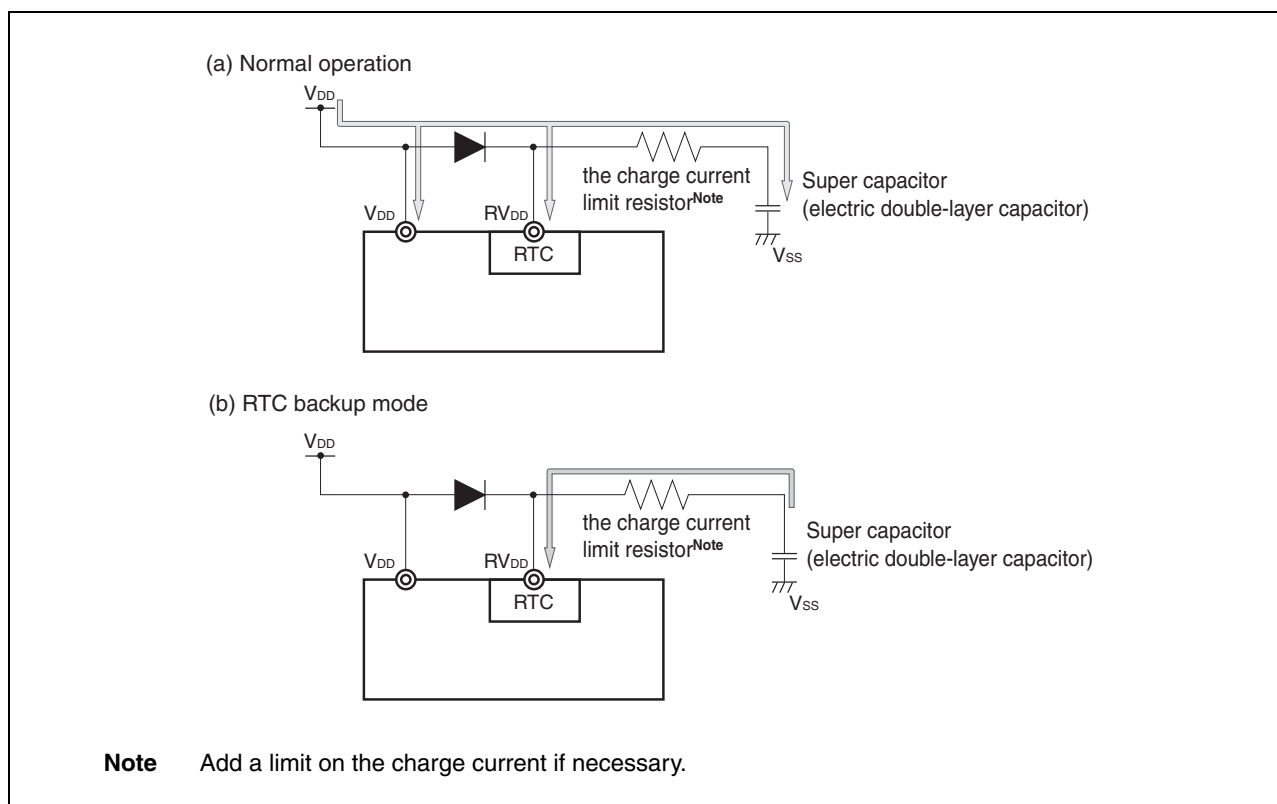 (a) Normal operation
VDD
the charge current
limit resistorNote
Super capacitor
(electric double-layer capacitor)
VDD
RVDD
RTC
VSS
(b) RTC backup mode
VDD
the charge current
limit resistorNote
Super capacitor
(electric double-layer capacitor)
VDD
RVDD
RTC
VSS
Note Add a limit on the charge current if necessary.